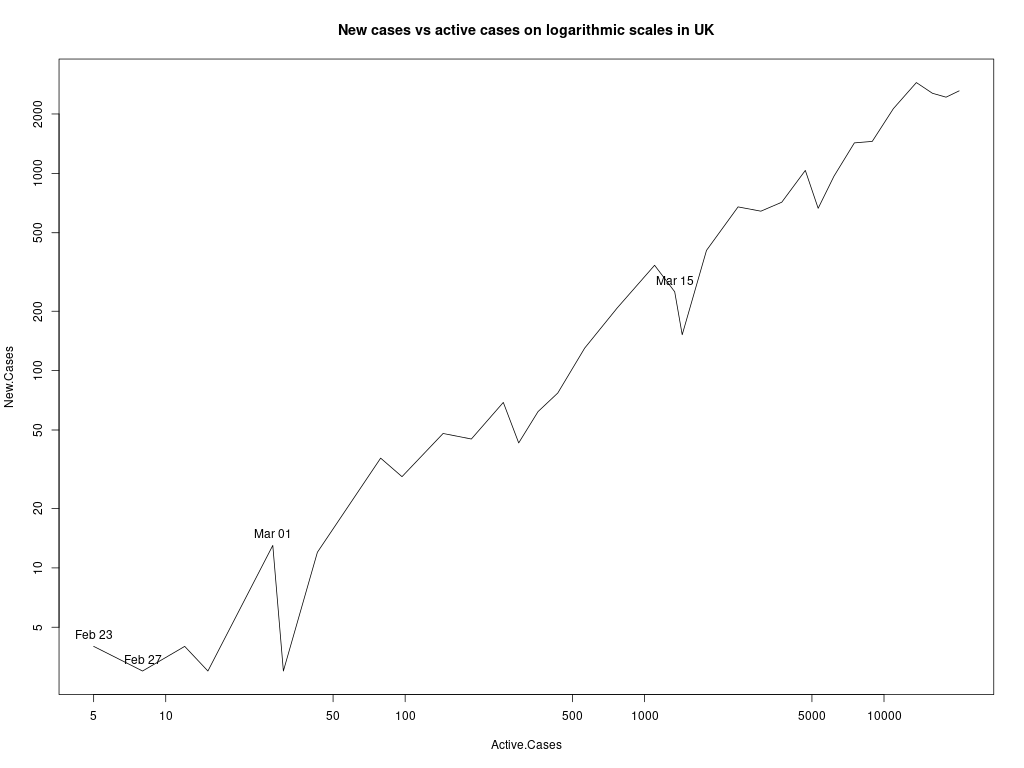 New cases vs active cases on logarithmic scales in UK
2000
1000
500
200
100
50
20
10
5
New.Cases
Mar 15
Mar 01
Feb 23
Feb 27
5 10 50 100 500 1000 5000 10000
Active.Cases